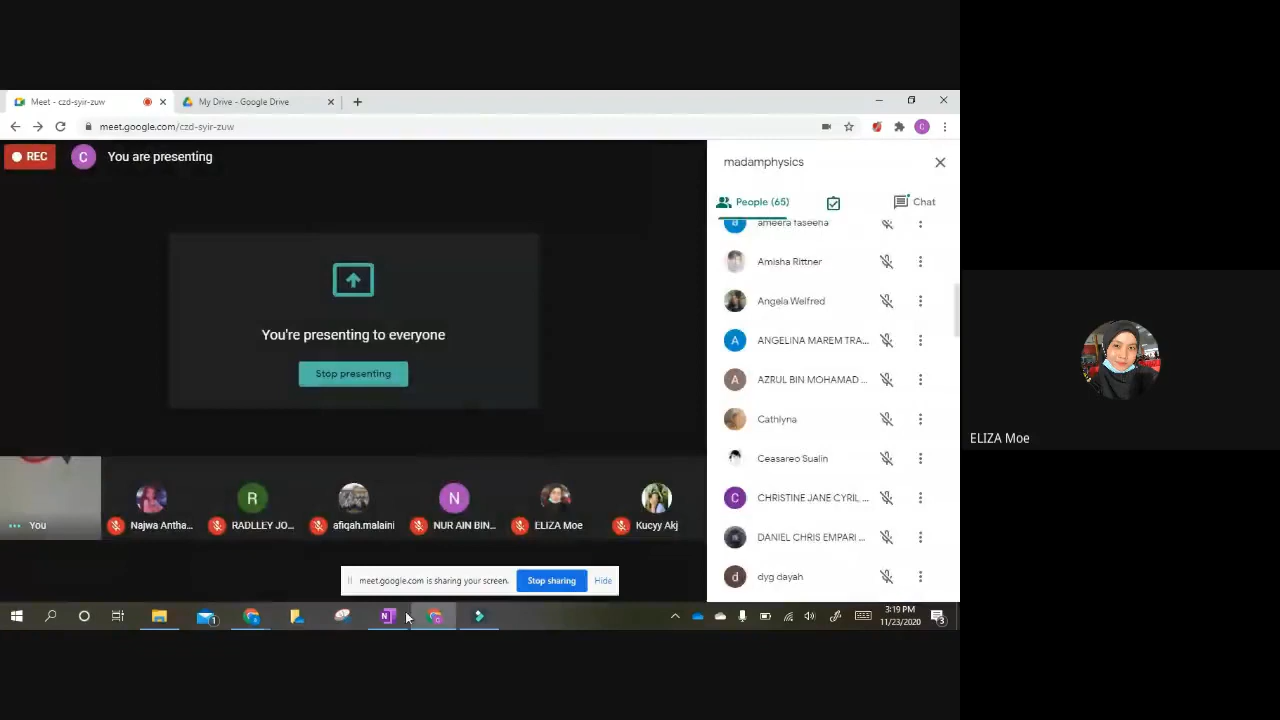 Meet - czd-syir-zuw
My Drive - Google Drive
meet.google.com/czd-syir-zuw
C
REC
C
You are presenting
madamphysics
People (65)
Chat
ameera faseeha
Amisha Rittner
Angela Welfred
A
ANGELINA MAREM TRA...
A
AZRUL BIN MOHAMAD ...
Cathlyna
Ceasareo Sualin
C
CHRISTINE JANE CYRIL ...
DANIEL CHRIS EMPARI ...
d
dyg dayah
You're presenting to everyone
Stop presenting
R
N
You
Najwa Antha...
RADLLEY JO...
afiqah.malaini
NUR AIN BIN...
ELIZA Moe
Kucyy Akj
meet.google.com is sharing your screen.
Stop sharing
Hide
3:19 PM
11/23/2020
3
ELIZA Moe